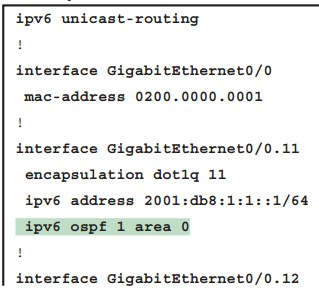 ipv6 unicast-routing
!
interface GigabitEthernet0/0
mac-address 0200.0000.0001
!
interface GigabitEthernet0/0.11
encapsulation dot1q 11
ipv6 address 2001:db8:1:1::1/64
ipv6 ospf 1 area 0
!
interface GigabitEthernet0/0.12